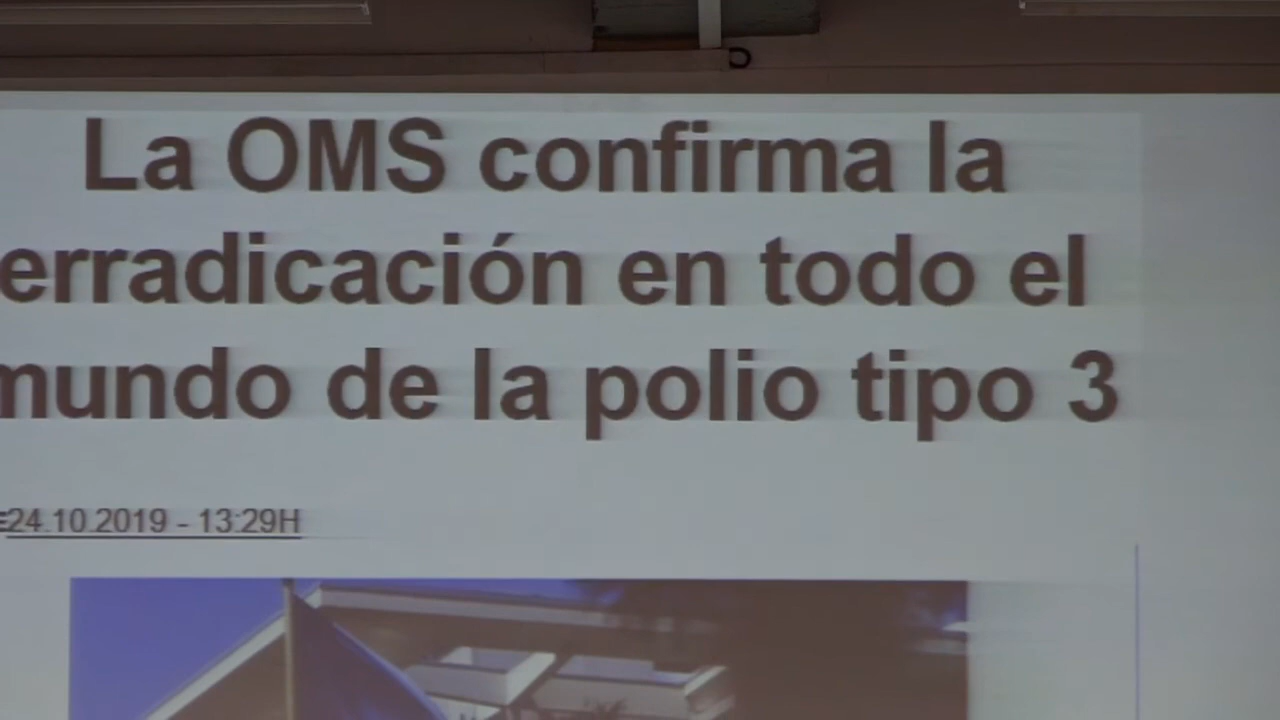 La OMS confirma la
erradicación en todo el
mundo de la polio tipo 3
24.10.2019 - 13:29H